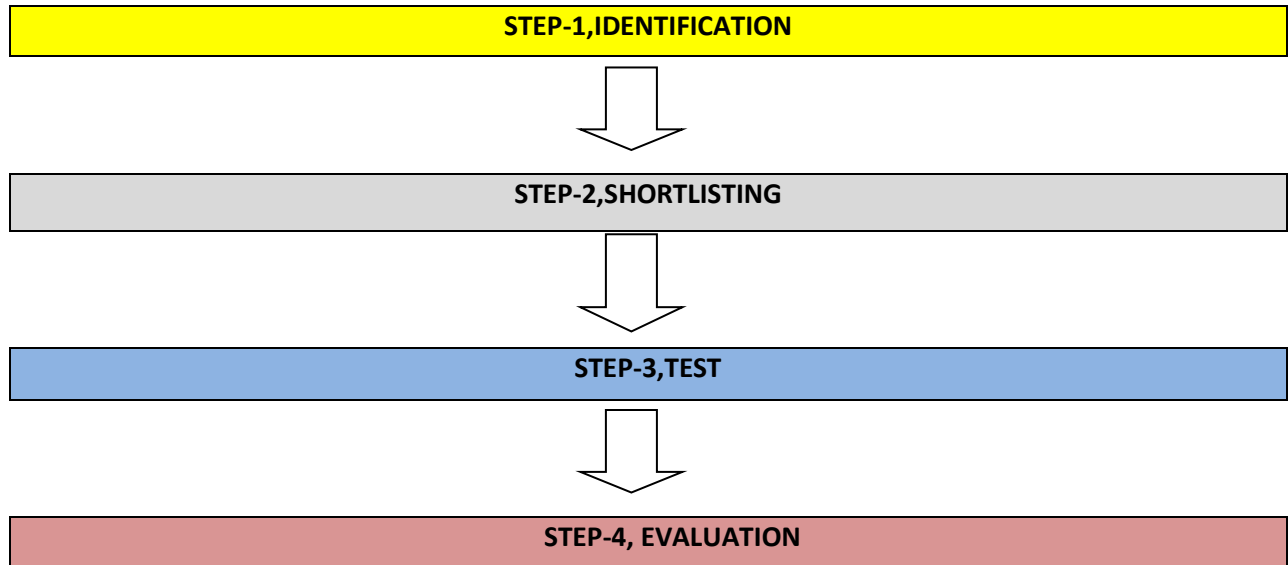 STEP-1,IDENTIFICATION
STEP-2,SHORTLISTING
STEP-3,TEST
STEP-4, EVALUATION